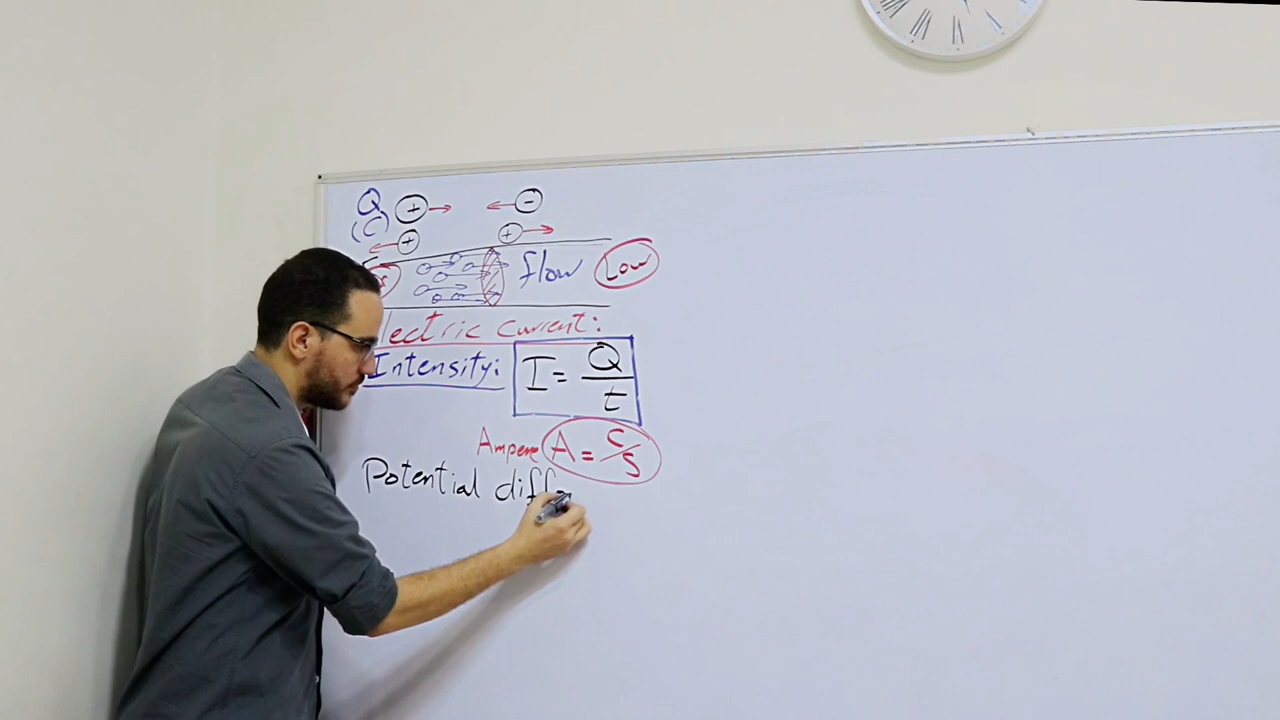 Q + → ← -
(C) ← + + →
flow Low
lectric current:
Intensity: I = Q/t
Ampere A = C/s
Potential diff